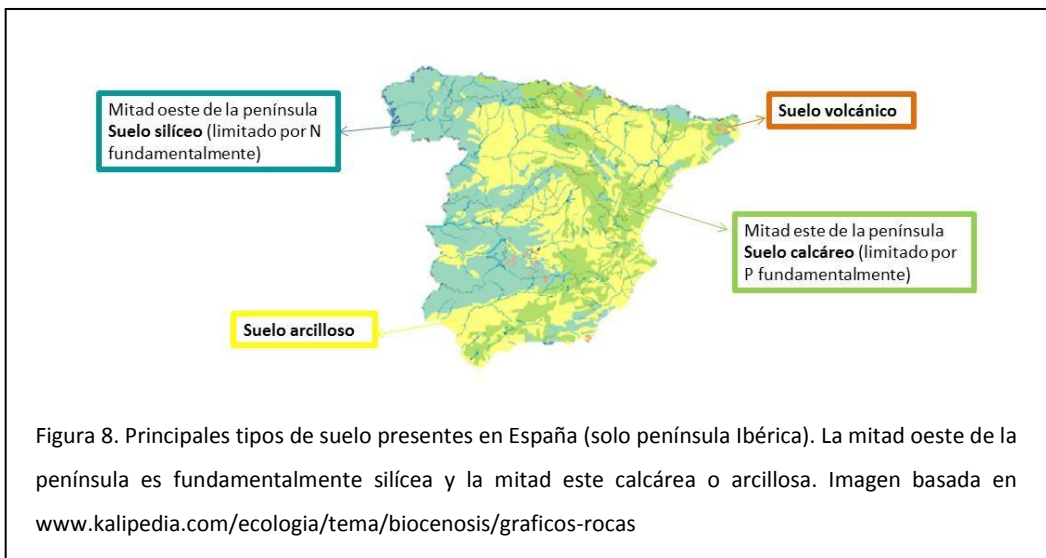 Mitad oeste de la península
Suelo silíceo (limitado por N
fundamentalmente)
Suelo volcánico
Mitad este de la península
Suelo calcáreo (limitado por
P fundamentalmente)
Suelo arcilloso
Figura 8. Principales tipos de suelo presentes en España (solo península Ibérica). La mitad oeste de la
península es fundamentalmente silícea y la mitad este calcárea o arcillosa. Imagen basada en
www.kalipedia.com/ecologia/tema/biocenosis/graficos-rocas